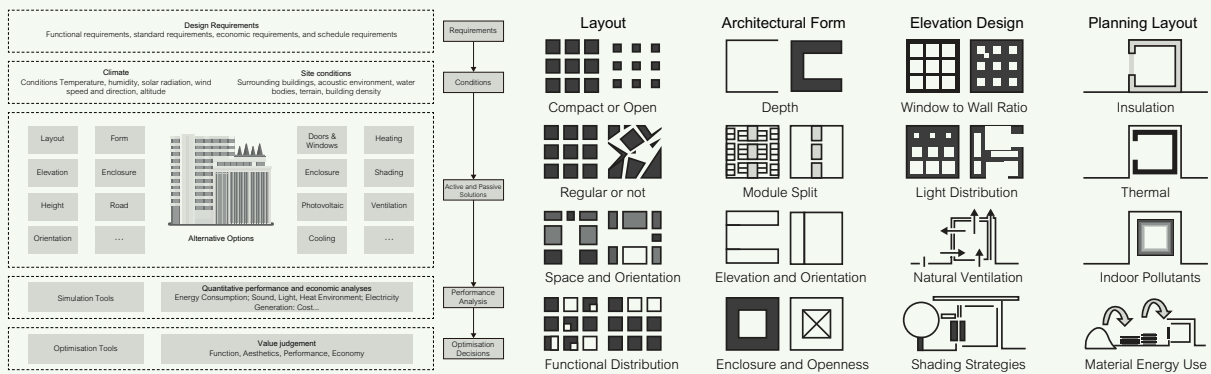 Design Requirements
Functional requirements, standard requirements, economic requirements, and schedule requirements
Climate
Conditions Temperature, humidity, solar radiation, wind
speed and direction, altitude
Site conditions
Surrounding buildings, acoustic environment, water
bodies, terrain, building density
Layout
Form
Elevation
Enclosure
Height
Road
Orientation
...
Alternative Options
Doors &
Windows
Heating
Enclosure
Shading
Photovoltaic
Ventilation
Cooling
...
Simulation Tools
Quantitative performance and economic analyses
Energy Consumption; Sound, Light, Heat Environment; Electricity
Generation: Cost...
Optimisation Tools
Value judgement
Function, Aesthetics, Performance, Economy
Requirements
Conditions
Active and Passive
Solutions
Performance
Analysis
Optimisation
Decisions
Layout
Architectural Form
Elevation Design
Planning Layout
Compact or Open
Depth
Window to Wall Ratio
Insulation
Regular or not
Module Split
Light Distribution
Thermal
Space and Orientation
Elevation and Orientation
Natural Ventilation
Indoor Pollutants
Functional Distribution
Enclosure and Openness
Shading Strategies
Material Energy Use